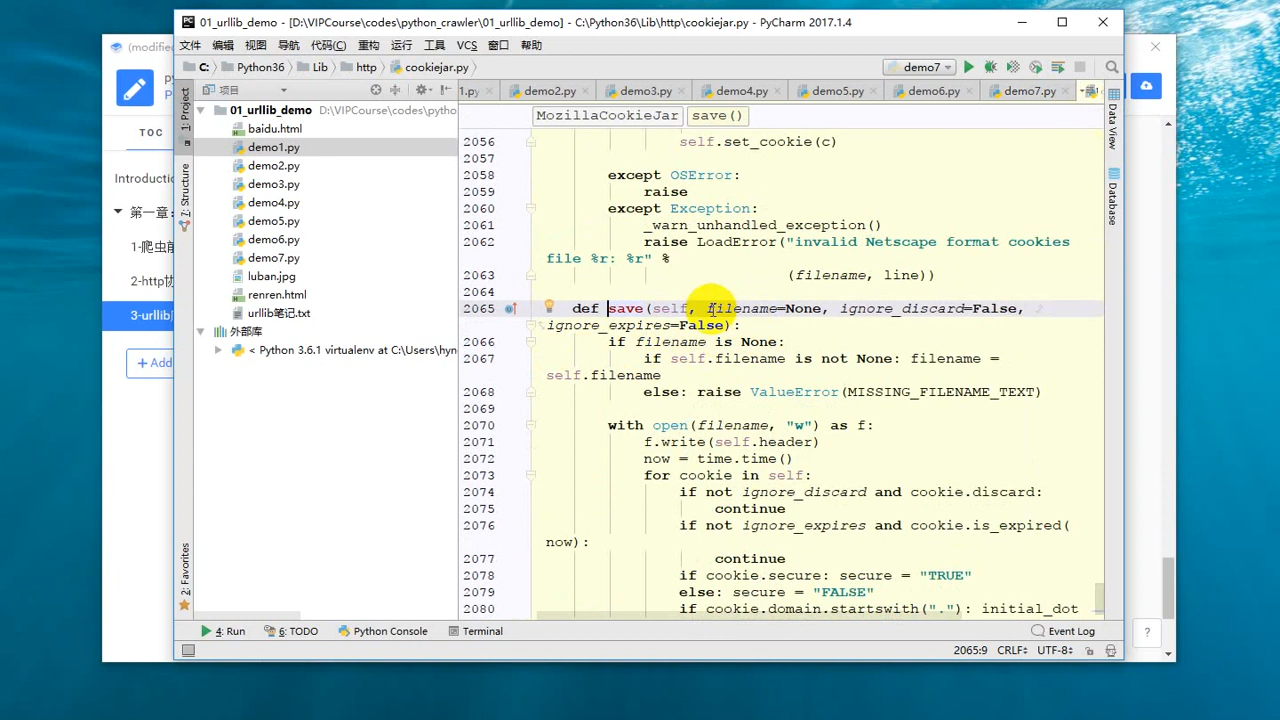 01_urllib_demo - [D:\VIPCourse\codes\python_crawler\01_urllib_demo] - C:\Python36\Lib\http\cookiejar.py - PyCharm 2017.1.4
(modified
文件 编辑 视图 导航 代码(C) 重构 运行 工具 VCS 窗口 帮助
C: Python36 Lib http cookiejar.py demo7
项目 1.py demo2.py demo3.py demo4.py demo5.py demo6.py demo7.py
MozillaCookieJar save()
TOC
Introduction
第一章:
1-爬虫前
2-http协
3-urllib
+ Add
1: Project
7: Structure
2: Favorites
01_urllib_demo
baidu.html
demo1.py
demo2.py
demo3.py
demo4.py
demo5.py
demo6.py
demo7.py
luban.jpg
renren.html
urllib笔记.txt
外部库
< Python 3.6.1 virtualenv at C:\Users\hyn
2056 self.set_cookie(c)
2057
2058 except OSError:
2059 raise
2060 except Exception:
2061 _warn_unhandled_exception()
2062 raise LoadError("invalid Netscape format cookies
file %r: %r" %
2063 (filename, line))
2064
2065 def save(self, filename=None, ignore_discard=False,
ignore_expires=False):
2066 if filename is None:
2067 if self.filename is not None: filename =
self.filename
2068 else: raise ValueError(MISSING_FILENAME_TEXT)
2069
2070 with open(filename, "w") as f:
2071 f.write(self.header)
2072 now = time.time()
2073 for cookie in self:
2074 if not ignore_discard and cookie.discard:
2075 continue
2076 if not ignore_expires and cookie.is_expired(
now):
2077 continue
2078 if cookie.secure: secure = "TRUE"
2079 else: secure = "FALSE"
2080 if cookie.domain.startswith("."): initial_dot
Data View
Database
4: Run 6: TODO Python Console Terminal Event Log
2065:9 CRLF UTF-8
?